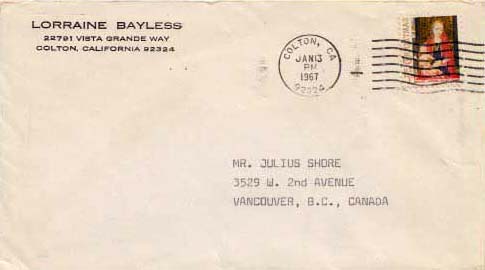 LORRAINE BAYLESS
22791 VISTA GRANDE WAY
COLTON, CALIFORNIA 92324
COLTON, CA
JAN 13
PM
1967
92324
MR. JULIUS SHORE
3529 W. 2nd AVENUE
VANCOUVER, B.C., CANADA